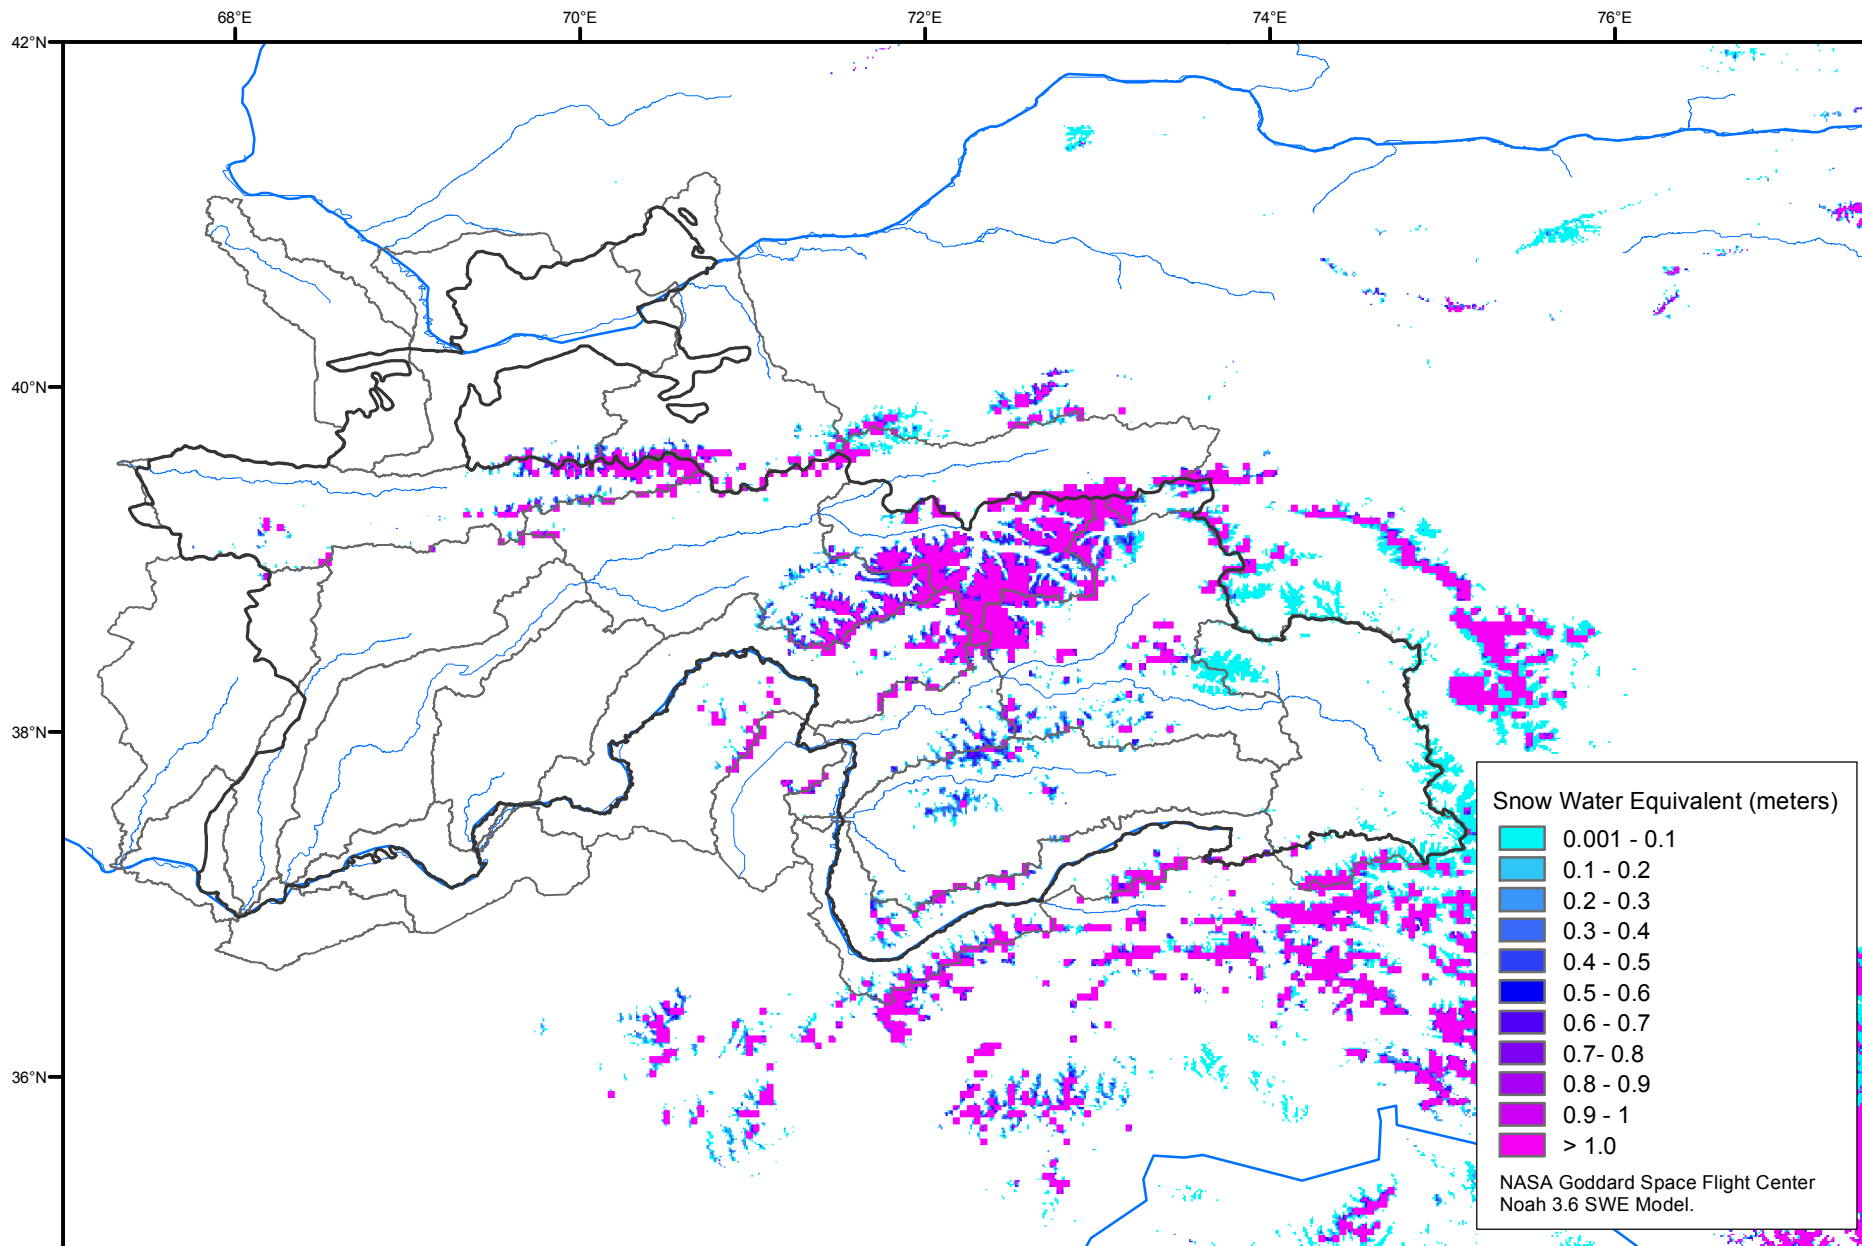 68°E 70°E 72°E 74°E 76°E
42°N
40°N
38°N
36°N
Snow Water Equivalent (meters)
0.001 - 0.1
0.1 - 0.2
0.2 - 0.3
0.3 - 0.4
0.4 - 0.5
0.5 - 0.6
0.6 - 0.7
0.7- 0.8
0.8 - 0.9
0.9 - 1
> 1.0
NASA Goddard Space Flight Center
Noah 3.6 SWE Model.